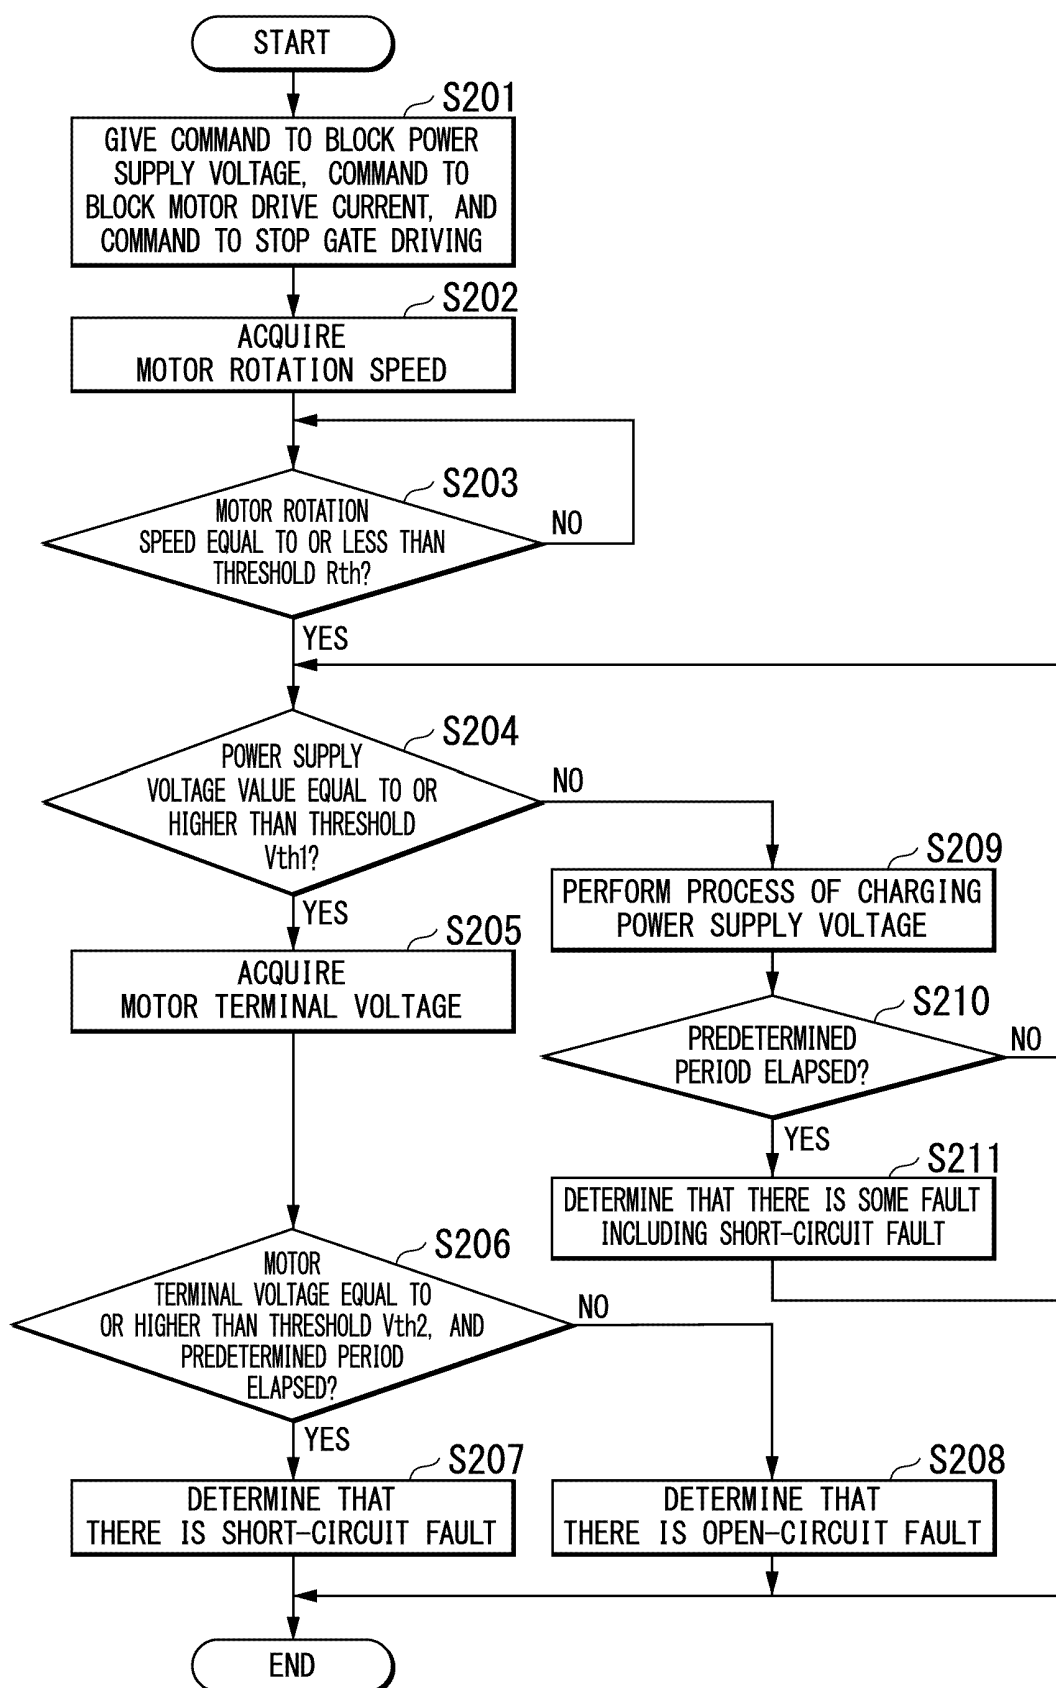 START
S201
GIVE COMMAND TO BLOCK POWER
SUPPLY VOLTAGE, COMMAND TO
BLOCK MOTOR DRIVE CURRENT, AND
COMMAND TO STOP GATE DRIVING
S202
ACQUIRE
MOTOR ROTATION SPEED
S203
MOTOR ROTATION
SPEED EQUAL TO OR LESS THAN
THRESHOLD Rth?
NO
YES
S204
POWER SUPPLY
VOLTAGE VALUE EQUAL TO OR
HIGHER THAN THRESHOLD
Vth1?
NO
YES
S205
ACQUIRE
MOTOR TERMINAL VOLTAGE
S209
PERFORM PROCESS OF CHARGING
POWER SUPPLY VOLTAGE
S210
PREDETERMINED
PERIOD ELAPSED?
NO
YES
S211
DETERMINE THAT THERE IS SOME FAULT
INCLUDING SHORT-CIRCUIT FAULT
S206
MOTOR
TERMINAL VOLTAGE EQUAL TO
OR HIGHER THAN THRESHOLD Vth2, AND
PREDETERMINED PERIOD
ELAPSED?
NO
YES
S207
DETERMINE THAT
THERE IS SHORT-CIRCUIT FAULT
S208
DETERMINE THAT
THERE IS OPEN-CIRCUIT FAULT
END